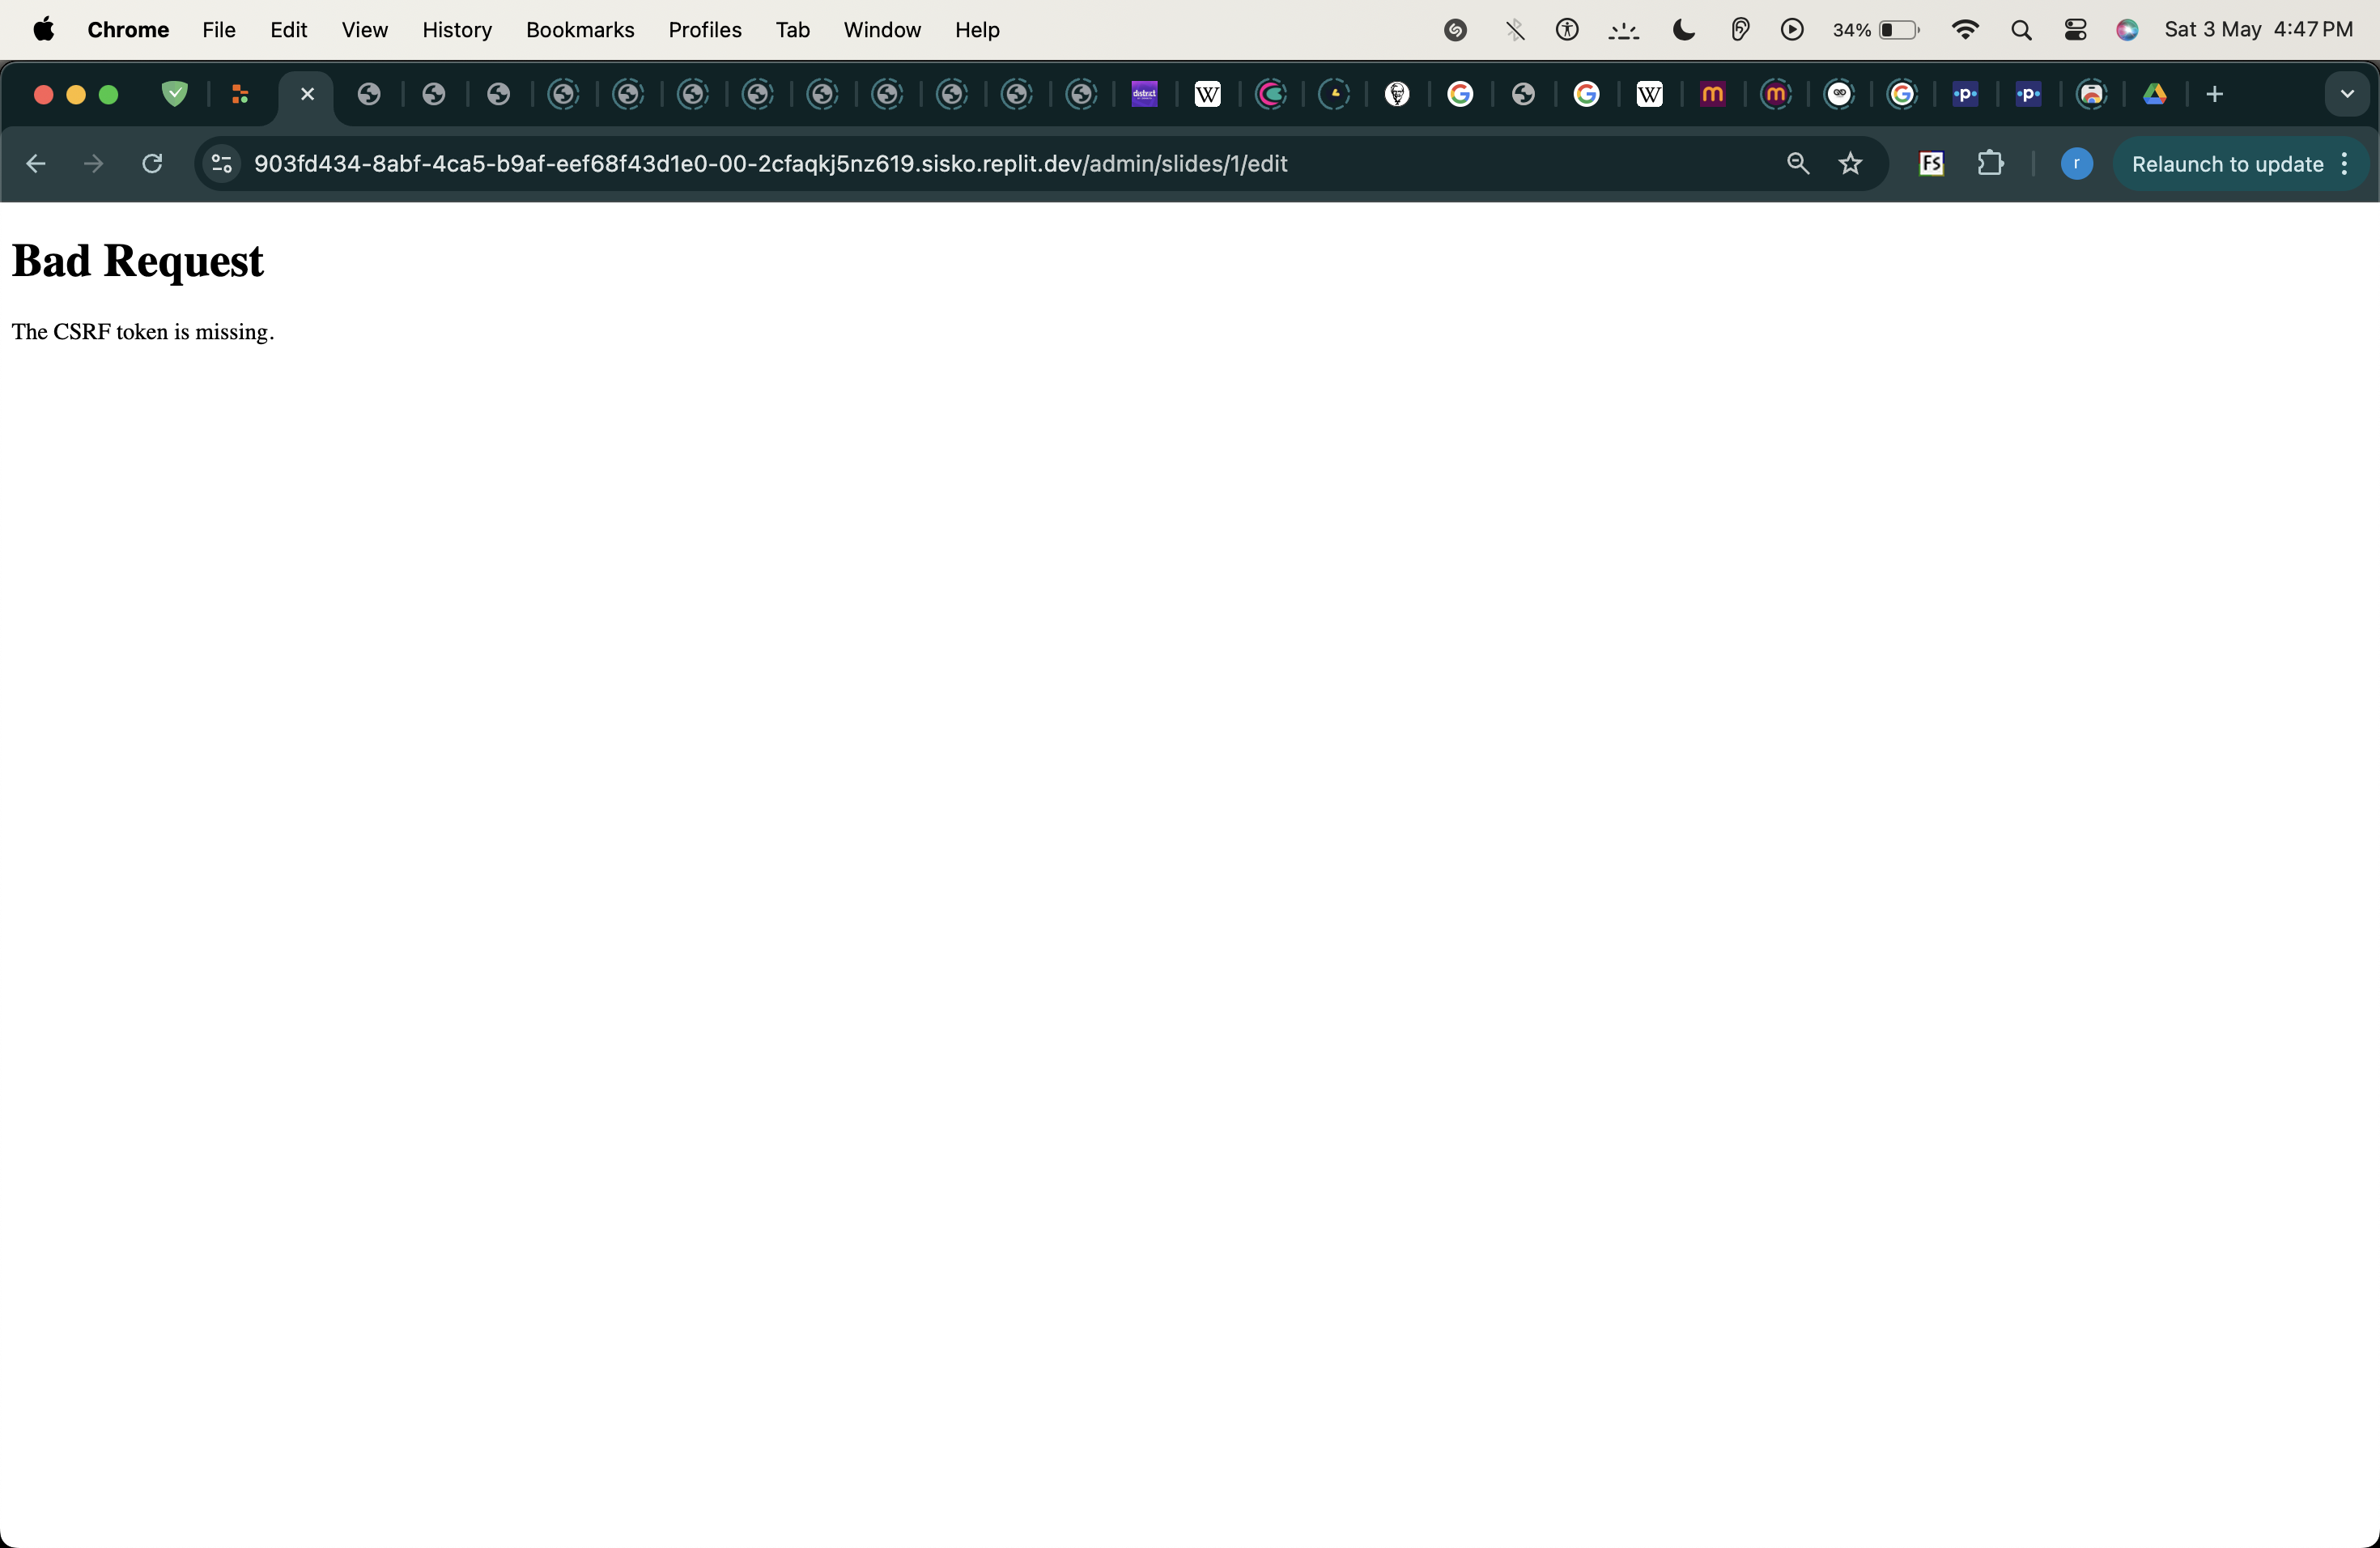 Chrome File Edit View History Bookmarks Profiles Tab Window Help 34% Sat 3 May 4:47 PM
district W W m m p p
903fd434-8abf-4ca5-b9af-eef68f43d1e0-00-2cfaqkj5nz619.sisko.replit.dev/admin/slides/1/edit FS r Relaunch to update
Bad Request
The CSRF token is missing.